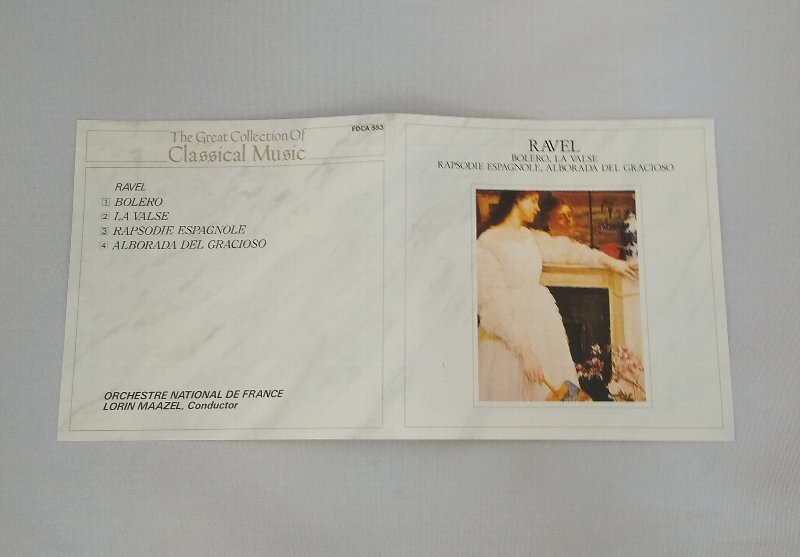 The Great Collection Of
FDCA 553
Classical Music
RAVEL
1 BOLERO
2 LA VALSE
3 RAPSODIE ESPAGNOLE
4 ALBORADA DEL GRACIOSO
ORCHESTRE NATIONAL DE FRANCE
LORIN MAAZEL, Conductor
RAVEL
BOLERO, LA VALSE
RAPSODIE ESPAGNOLE, ALBORADA DEL GRACIOSO